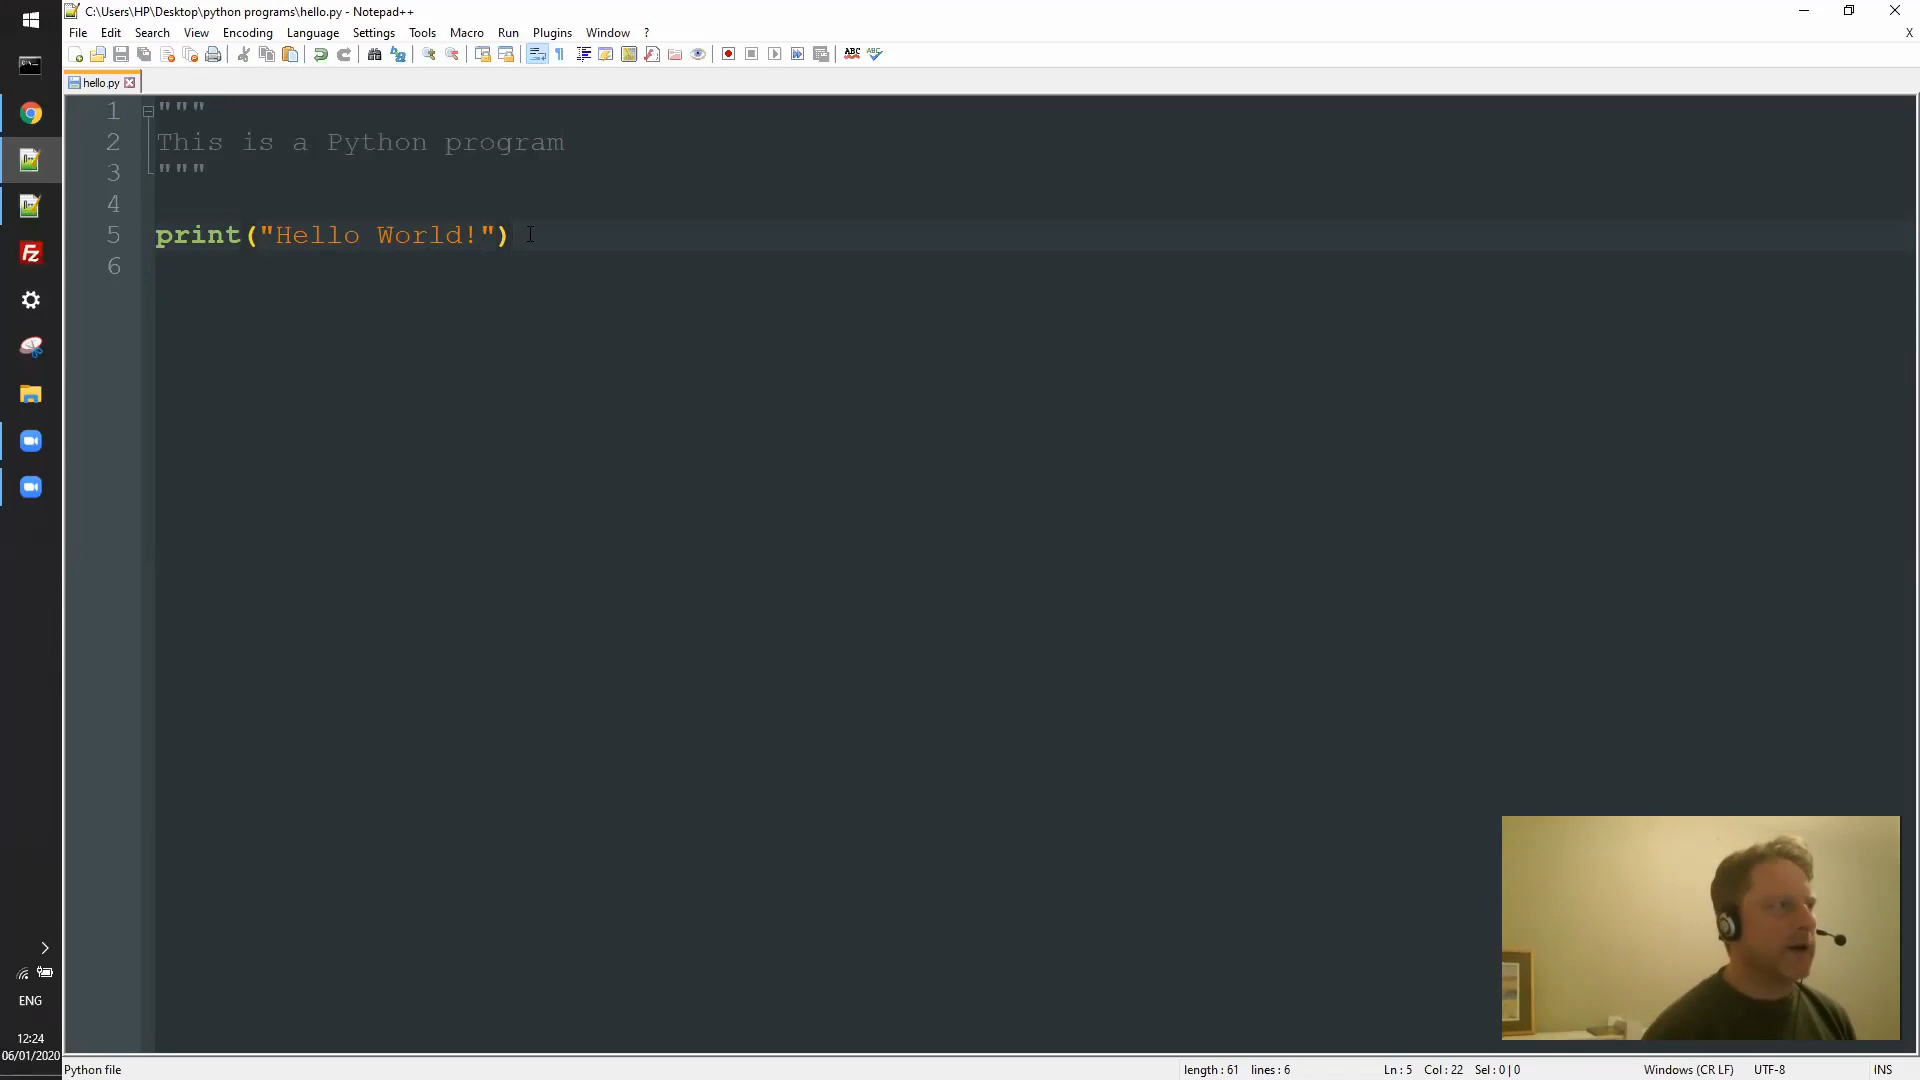 C:\Users\HP\Desktop\python programs\hello.py - Notepad++
File Edit Search View Encoding Language Settings Tools Macro Run Plugins Window ? X
ABC ABC
hello.py
1 """
2 This is a Python program
3 """
4
5 print("Hello World!")
6
Fz
ENG
12:24
06/01/2020
Python file length : 61 lines : 6 Ln : 5 Col : 22 Sel : 0 | 0 Windows (CR LF) UTF-8 INS